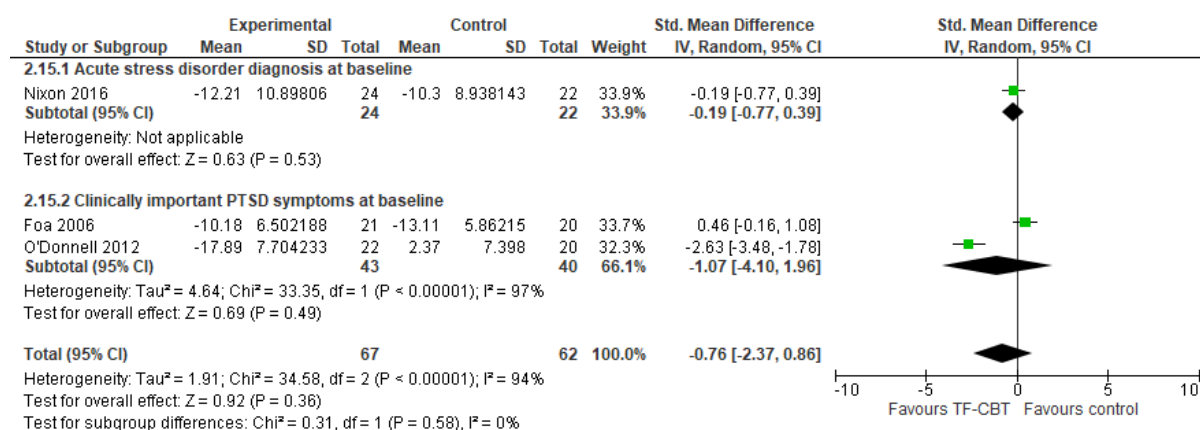 Experimental Control Std. Mean Difference Std. Mean Difference
Study or Subgroup Mean SD Total Mean SD Total Weight IV, Random, 95% CI IV, Random, 95% CI
2.15.1 Acute stress disorder diagnosis at baseline
Nixon 2016 -12.21 10.89806 24 -10.3 8.938143 22 33.9% -0.19 [-0.77, 0.39]
Subtotal (95% CI) 24 22 33.9% -0.19 [-0.77, 0.39]
Heterogeneity: Not applicable
Test for overall effect: Z = 0.63 (P = 0.53)
2.15.2 Clinically important PTSD symptoms at baseline
Foa 2006 -10.18 6.502188 21 -13.11 5.86215 20 33.7% 0.46 [-0.16, 1.08]
O'Donnell 2012 -17.89 7.704233 22 2.37 7.398 20 32.3% -2.63 [-3.48, -1.78]
Subtotal (95% CI) 43 40 66.1% -1.07 [-4.10, 1.96]
Heterogeneity: Tau² = 4.64; Chi² = 33.35, df = 1 (P < 0.00001); I² = 97%
Test for overall effect: Z = 0.69 (P = 0.49)
Total (95% CI) 67 62 100.0% -0.76 [-2.37, 0.86]
Heterogeneity: Tau² = 1.91; Chi² = 34.58, df = 2 (P < 0.00001); I² = 94%
Test for overall effect: Z = 0.92 (P = 0.36)
Test for subgroup differences: Chi² = 0.31, df = 1 (P = 0.58), I² = 0%
-10 -5 0 5 10
Favours TF-CBT Favours control